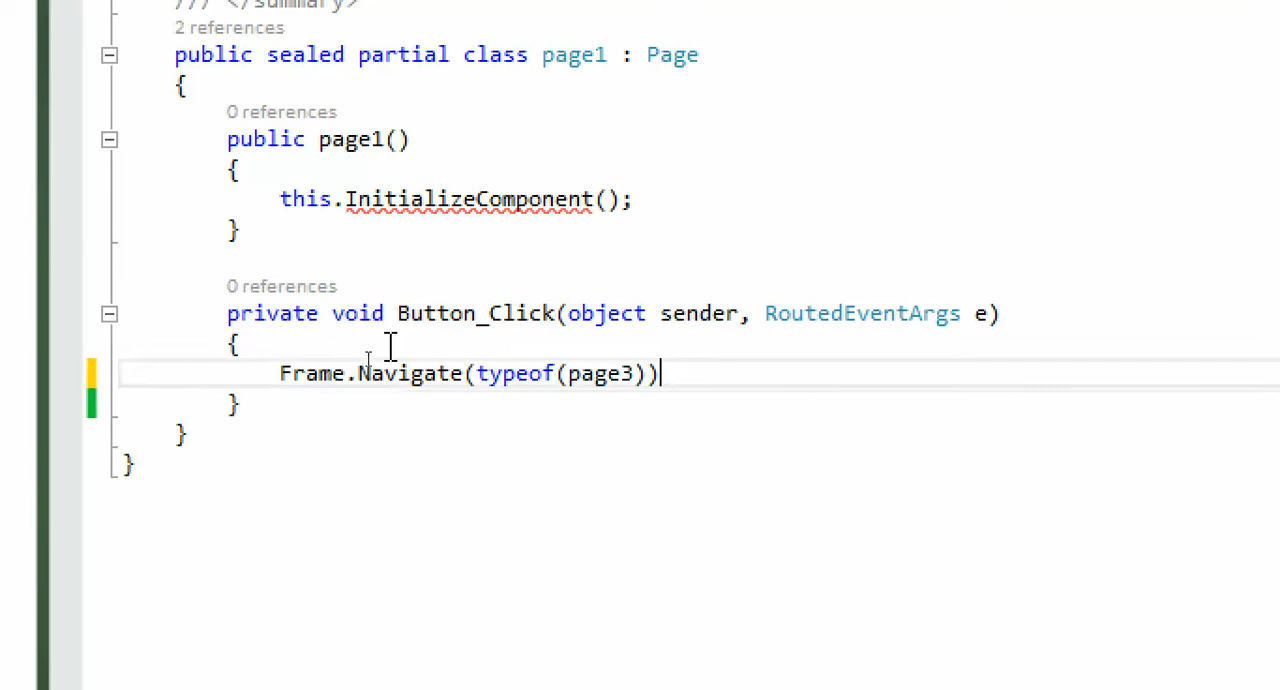 /// </summary>
2 references
public sealed partial class page1 : Page
{
0 references
public page1()
{
this.InitializeComponent();
}
0 references
private void Button_Click(object sender, RoutedEventArgs e)
{
Frame.Navigate(typeof(page3))
}
}
}